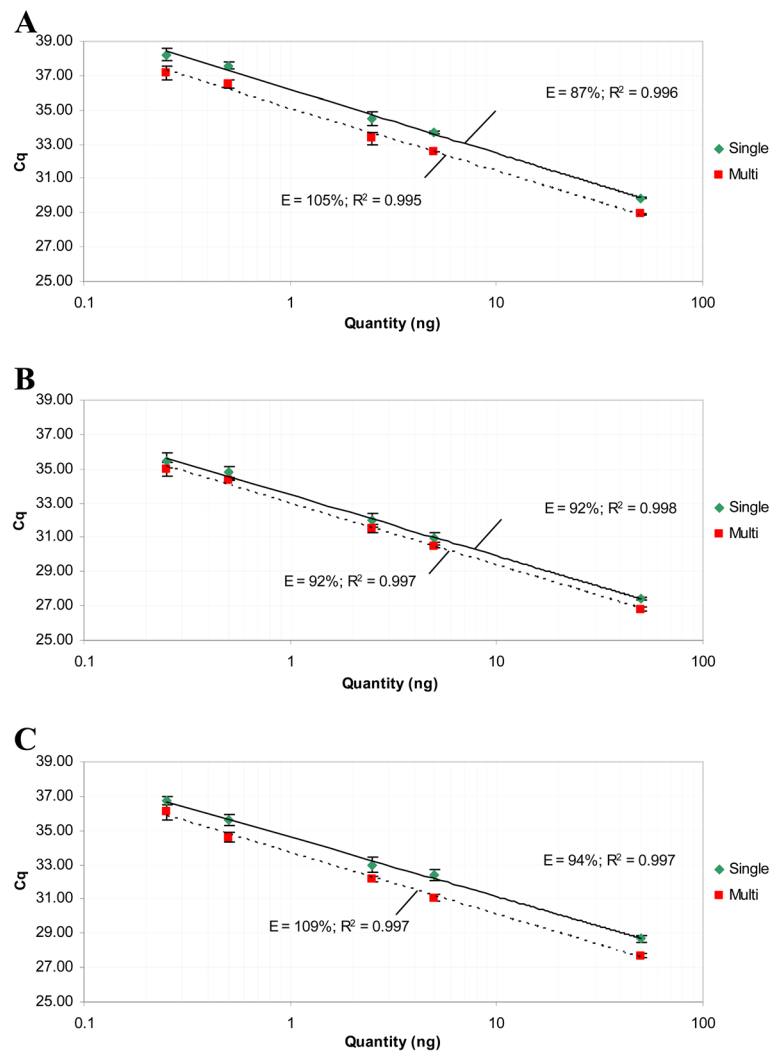 A
39.00
37.00
35.00
33.00
31.00
29.00
27.00
25.00
Cq
E = 87%; R² = 0.996
E = 105%; R² = 0.995
Single
Multi
0.1 1 10 100
Quantity (ng)
B
39.00
37.00
35.00
33.00
31.00
29.00
27.00
25.00
Cq
E = 92%; R² = 0.998
E = 92%; R² = 0.997
Single
Multi
0.1 1 10 100
Quantity (ng)
C
39.00
37.00
35.00
33.00
31.00
29.00
27.00
25.00
Cq
E = 94%; R² = 0.997
E = 109%; R² = 0.997
Single
Multi
0.1 1 10 100
Quantity (ng)